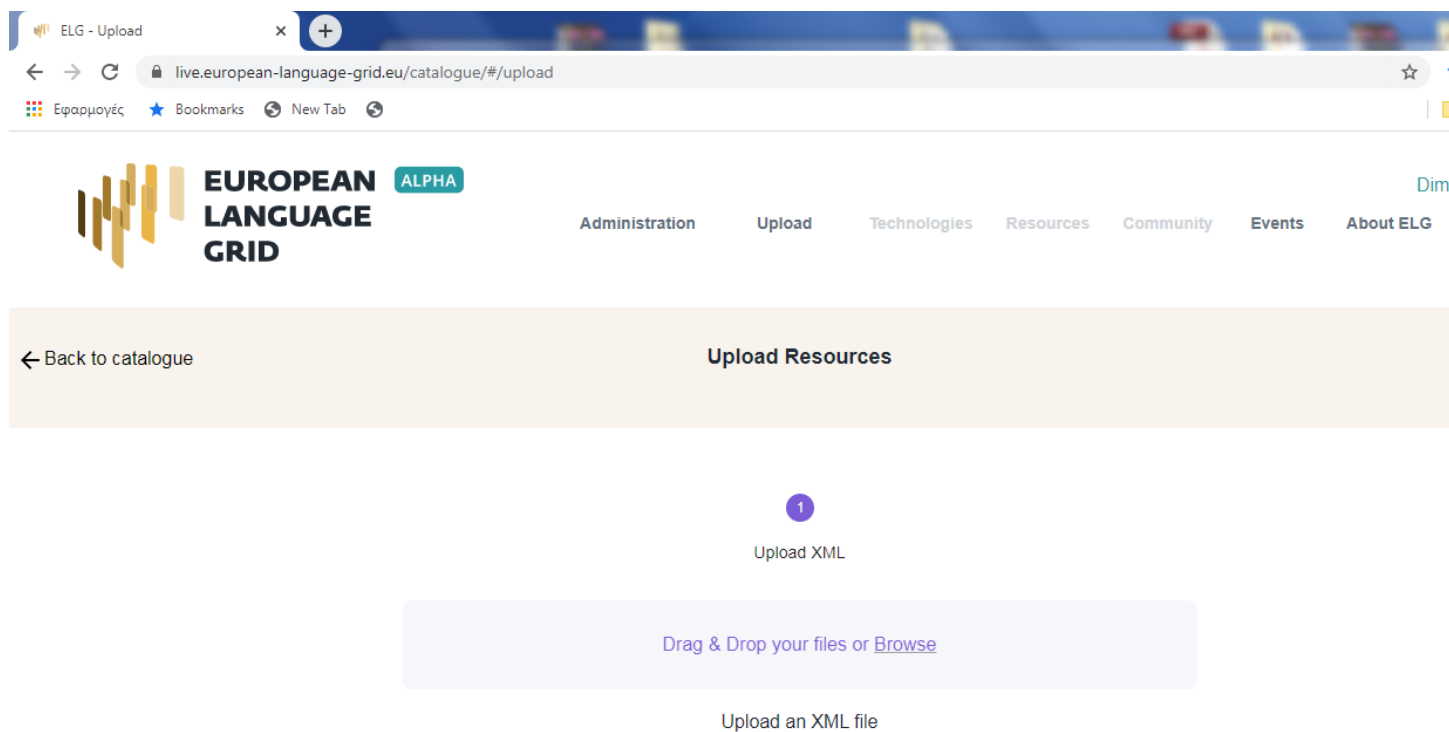 ELG - Upload
live.european-language-grid.eu/catalogue/#/upload
Εφαρμογές Bookmarks New Tab
EUROPEAN ALPHA
LANGUAGE
GRID
Dim
Administration Upload Technologies Resources Community Events About ELG
Back to catalogue Upload Resources
1
Upload XML
Drag & Drop your files or Browse
Upload an XML file